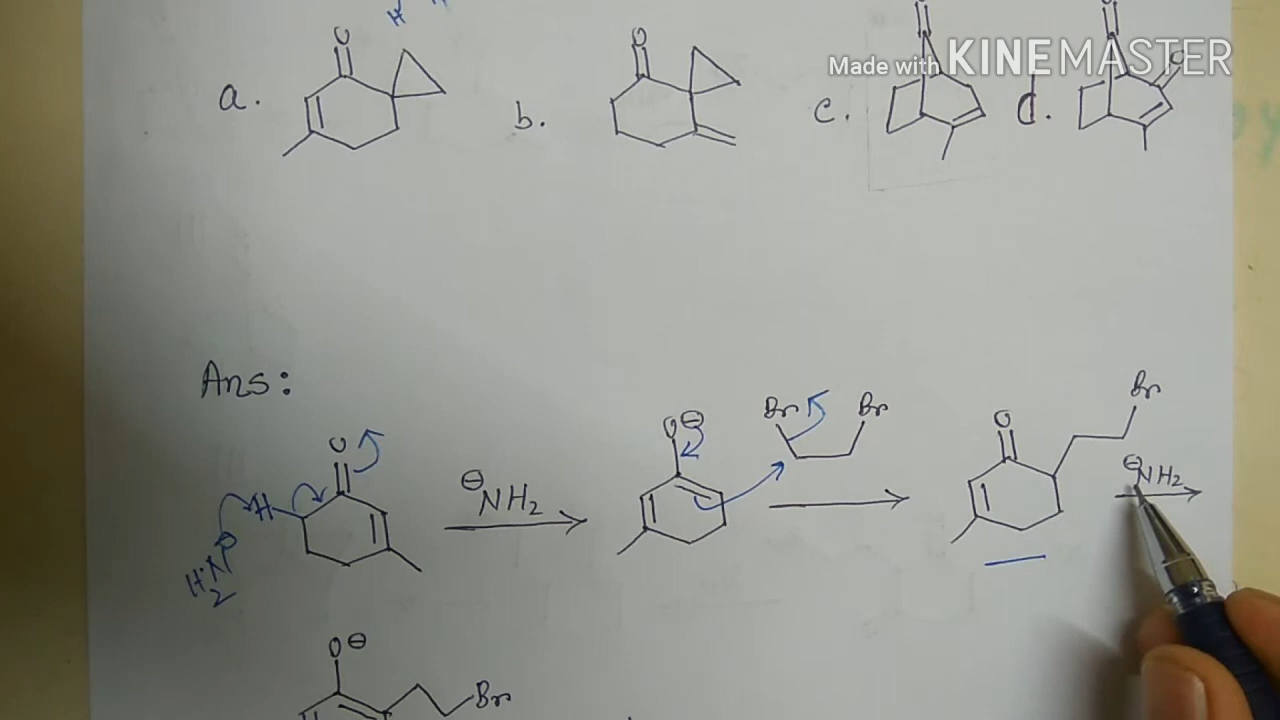 H
O
O
Made with KINEMASTER
O
a.
b.
c.
d.
Ans:
Br
O
O⊖
Br
Br
O
H
⊖NH2
⊖NH2
H2N
O⊖
Br